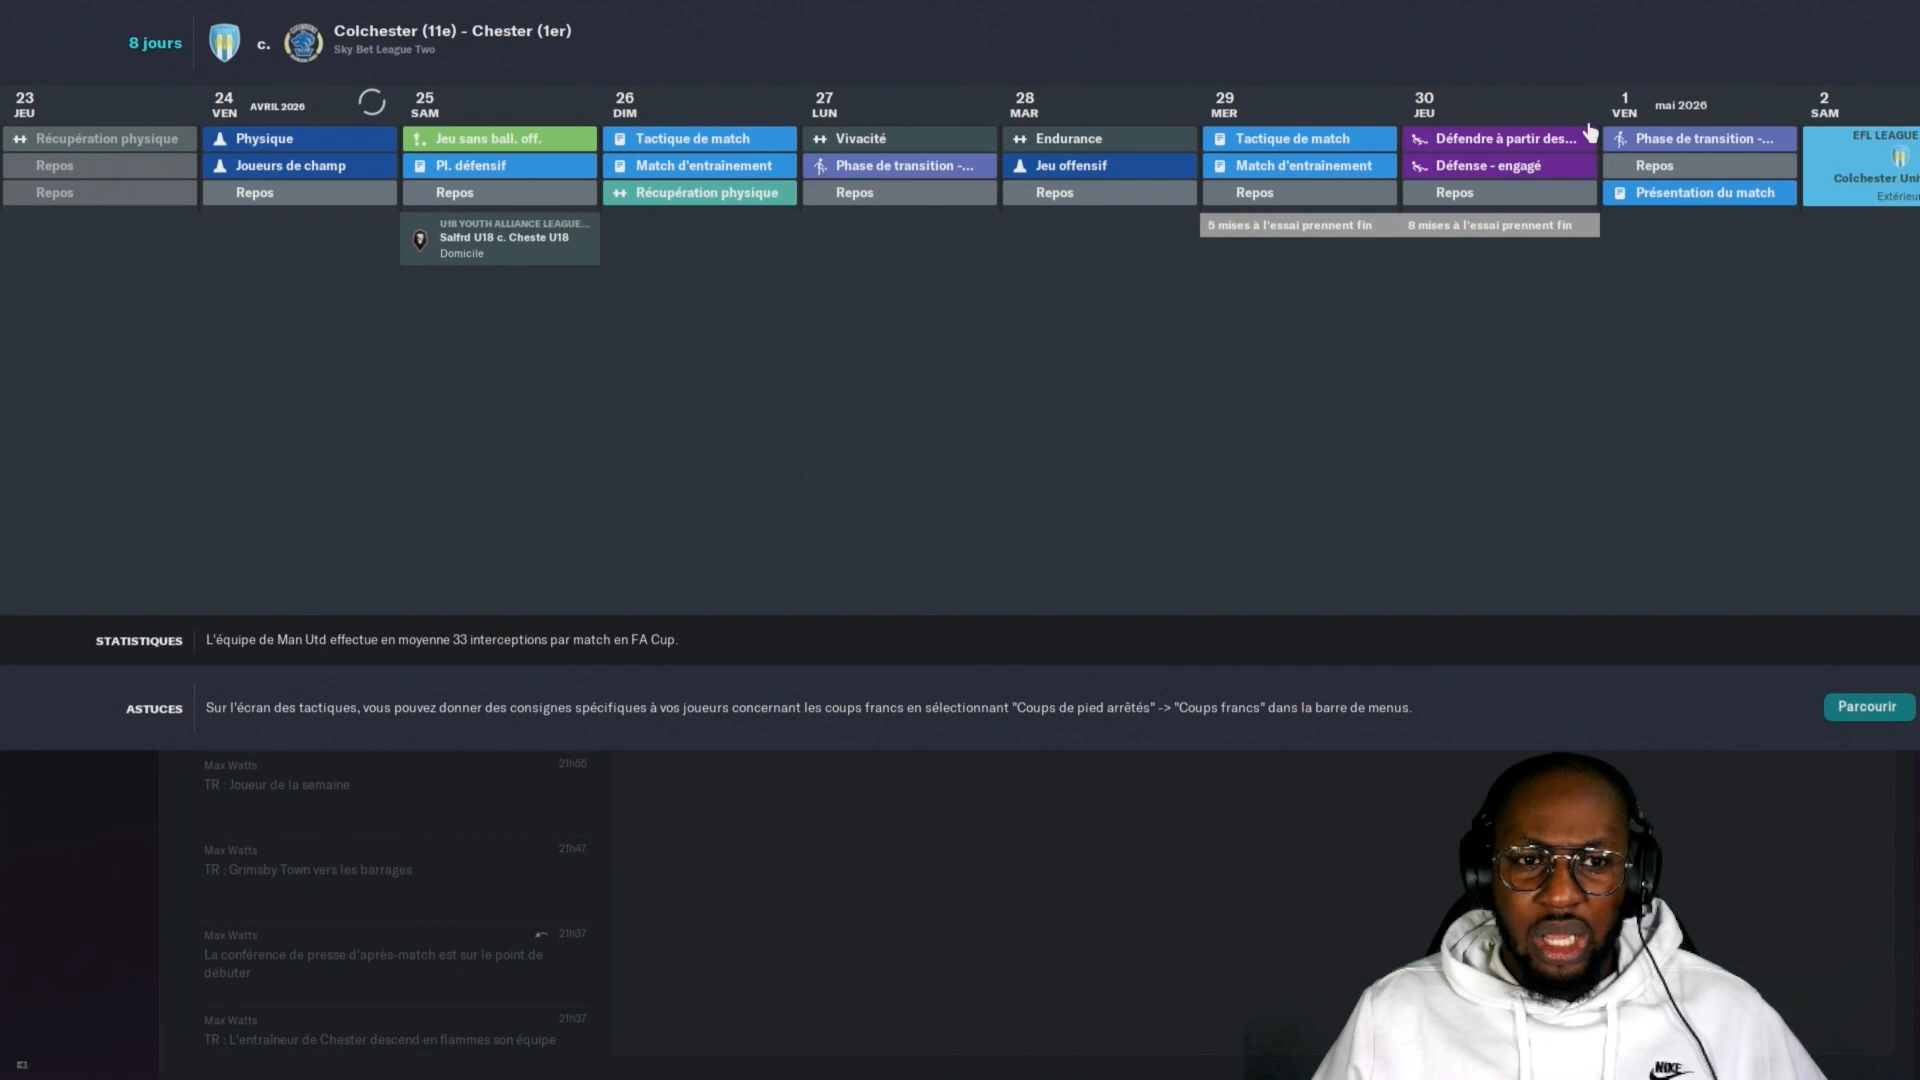 8 jours
c.
Colchester (11e) - Chester (1er)
Sky Bet League Two
23
JEU
24
VEN
AVRIL 2026
25
SAM
26
DIM
27
LUN
28
MAR
29
MER
30
JEU
1
VEN
mai 2026
2
SAM
Récupération physique
Repos
Repos
Physique
Joueurs de champ
Repos
Jeu sans ball. off.
Pl. défensif
Repos
U18 YOUTH ALLIANCE LEAGUE...
Salfrd U18 c. Cheste U18
Domicile
Tactique de match
Match d'entraînement
Récupération physique
Vivacité
Phase de transition -...
Repos
Endurance
Jeu offensif
Repos
Tactique de match
Match d'entraînement
Repos
5 mises à l'essai prennent fin
Défendre à partir des...
Défense - engagé
Repos
8 mises à l'essai prennent fin
Phase de transition -...
Repos
Présentation du match
EFL LEAGUE
Colchester Uni
Extérieu
STATISTIQUES
L'équipe de Man Utd effectue en moyenne 33 interceptions par match en FA Cup.
ASTUCES
Sur l'écran des tactiques, vous pouvez donner des consignes spécifiques à vos joueurs concernant les coups francs en sélectionnant "Coups de pied arrêtés" -> "Coups francs" dans la barre de menus.
Parcourir
Max Watts
21h55
TR : Joueur de la semaine
Max Watts
21h47
TR : Grimsby Town vers les barrages
Max Watts
21h37
La conférence de presse d'après-match est sur le point de
débuter
Max Watts
21h37
TR : L'entraîneur de Chester descend en flammes son équipe
NIKE